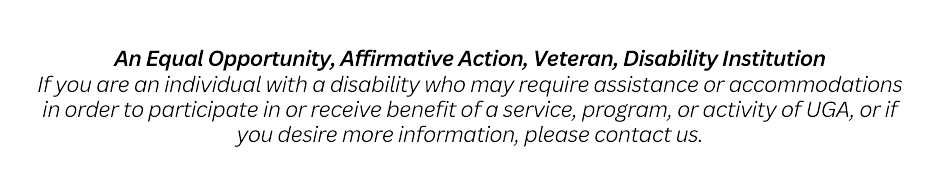 An Equal Opportunity, Affirmative Action, Veteran, Disability Institution
If you are an individual with a disability who may require assistance or accommodations
in order to participate in or receive benefit of a service, program, or activity of UGA, or if
you desire more information, please contact us.